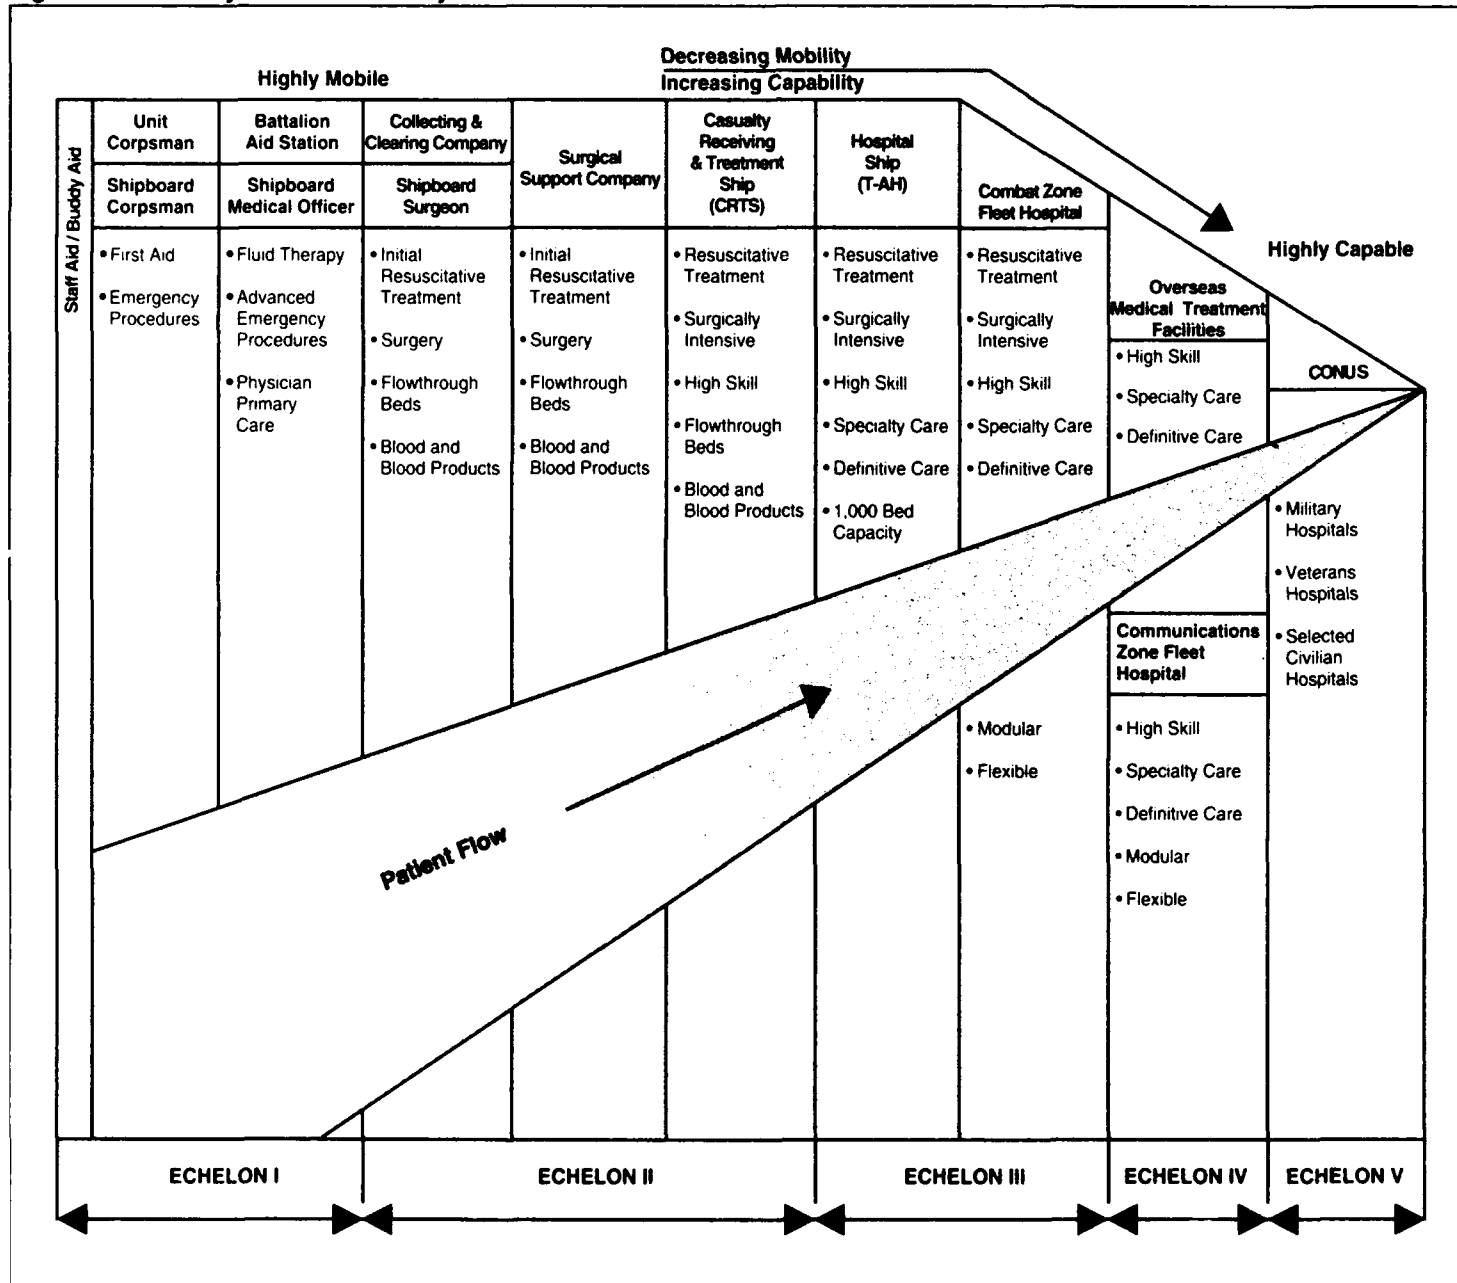 Highly Mobile
Decreasing Mobility
Increasing Capability
Highly Capable
Staff Aid / Buddy Aid
Unit
Corpsman
Shipboard
Corpsman
• First Aid
• Emergency
Procedures
Battalion
Aid Station
Shipboard
Medical Officer
• Fluid Therapy
• Advanced
Emergency
Procedures
• Physician
Primary
Care
Collecting &
Clearing Company
Shipboard
Surgeon
• Initial
Resuscitative
Treatment
• Surgery
• Flowthrough
Beds
• Blood and
Blood Products
Surgical
Support Company
• Initial
Resuscitative
Treatment
• Surgery
• Flowthrough
Beds
• Blood and
Blood Products
Casualty
Receiving
& Treatment
Ship
(CRTS)
• Resuscitative
Treatment
• Surgically
Intensive
• High Skill
• Flowthrough
Beds
• Blood and
Blood Products
Hospital
Ship
(T-AH)
• Resuscitative
Treatment
• Surgically
Intensive
• High Skill
• Specialty Care
• Definitive Care
• 1,000 Bed
Capacity
Combat Zone
Fleet Hospital
• Resuscitative
Treatment
• Surgically
Intensive
• High Skill
• Specialty Care
• Definitive Care
• Modular
• Flexible
Overseas
Medical Treatment
Facilities
• High Skill
• Specialty Care
• Definitive Care
Communications
Zone Fleet
Hospital
• High Skill
• Specialty Care
• Definitive Care
• Modular
• Flexible
CONUS
• Military
Hospitals
• Veterans
Hospitals
• Selected
Civilian
Hospitals
Patient Flow
ECHELON I
ECHELON II
ECHELON III
ECHELON IV
ECHELON V